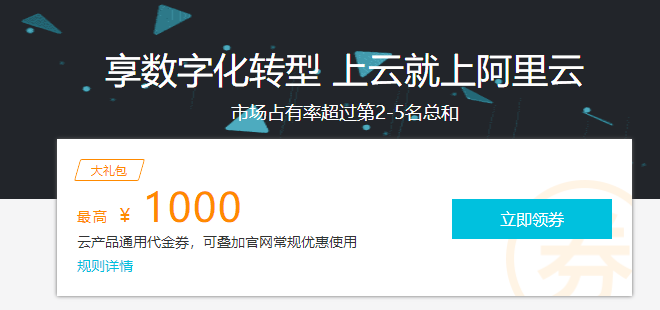 享数字化转型 上云就上阿里云
市场占有率超过第2-5名总和
大礼包
最高 ¥ 1000
云产品通用代金券，可叠加官网常规优惠使用
立即领券
规则详情
券